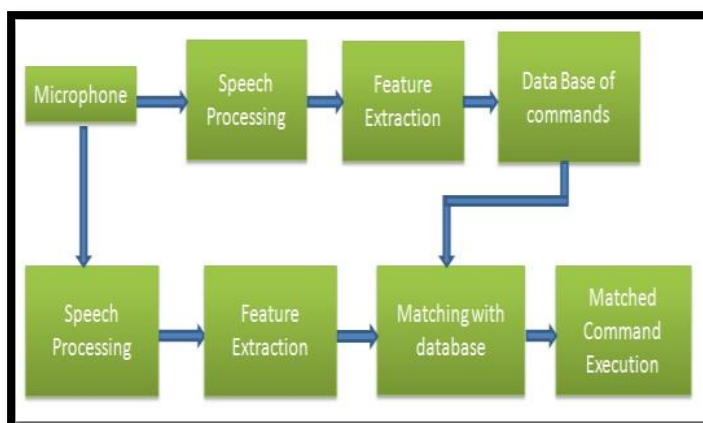 Microphone
Speech
Processing
Feature
Extraction
Data Base of
commands
Speech
Processing
Feature
Extraction
Matching with
database
Matched
Command
Execution